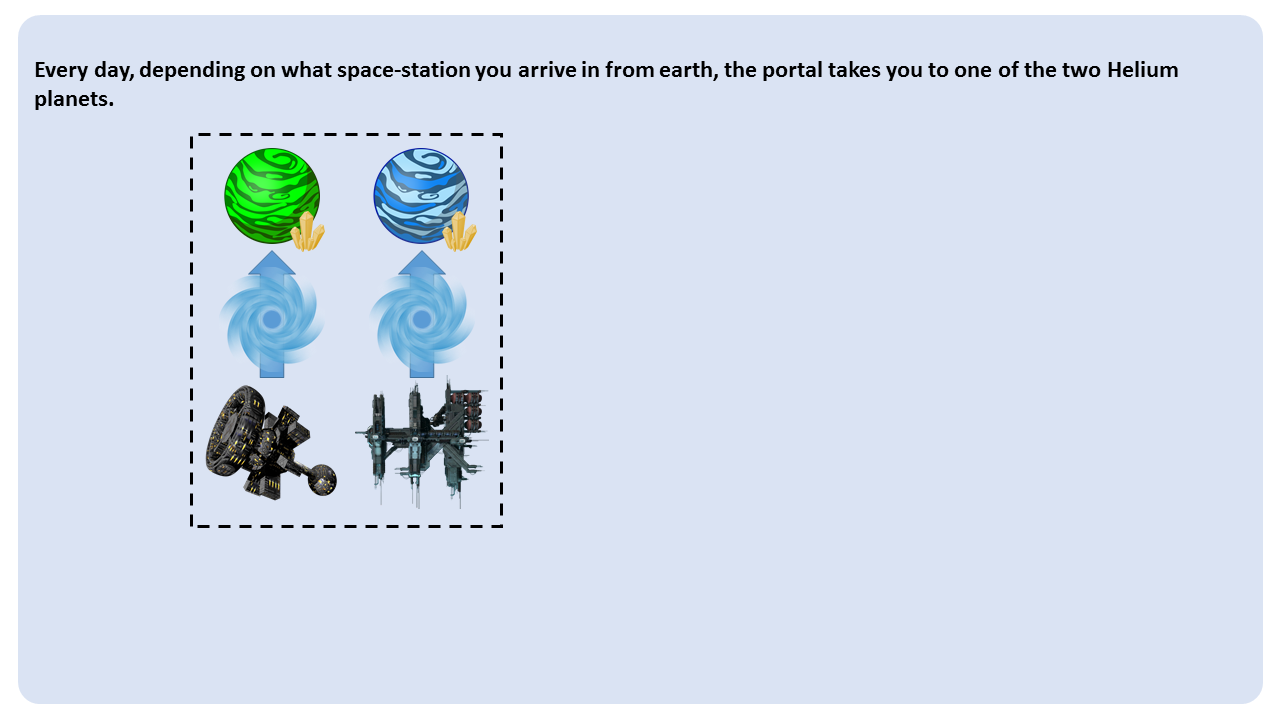 Every day, depending on what space-station you arrive in from earth, the portal takes you to one of the two Helium
planets.